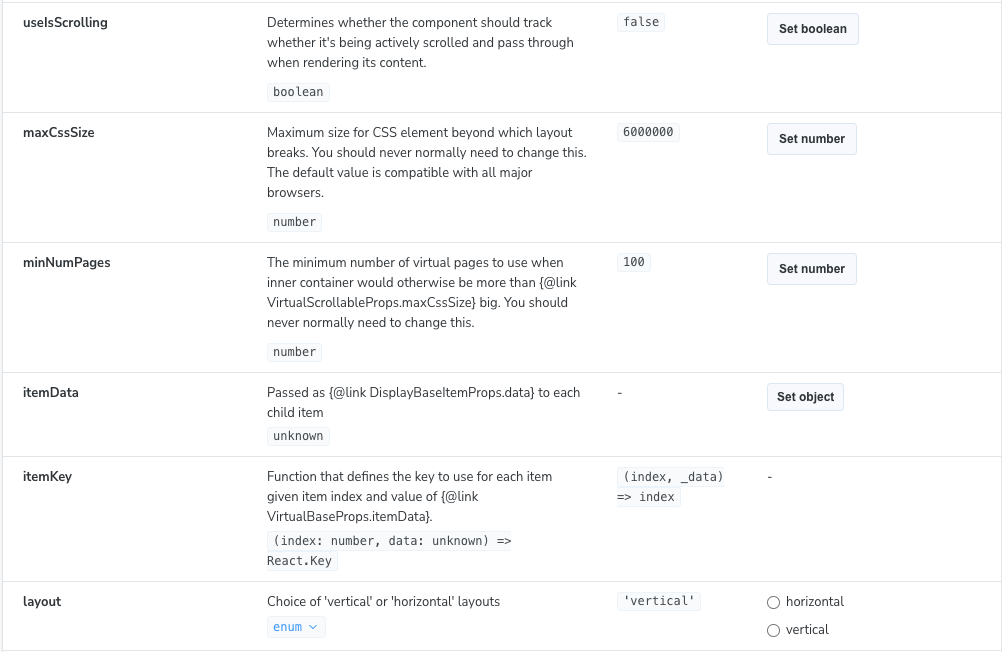 useIsScrolling
Determines whether the component should track
whether it's being actively scrolled and pass through
when rendering its content.
boolean
false
Set boolean
maxCssSize
Maximum size for CSS element beyond which layout
breaks. You should never normally need to change this.
The default value is compatible with all major
browsers.
number
6000000
Set number
minNumPages
The minimum number of virtual pages to use when
inner container would otherwise be more than {@link
VirtualScrollableProps.maxCssSize} big. You should
never normally need to change this.
number
100
Set number
itemData
Passed as {@link DisplayBaseItemProps.data} to each
child item
unknown
-
Set object
itemKey
Function that defines the key to use for each item
given item index and value of {@link
VirtualBaseProps.itemData}.
(index: number, data: unknown) =>
React.Key
(index, _data)
=> index
-
layout
Choice of 'vertical' or 'horizontal' layouts
enum
'vertical'
horizontal
vertical